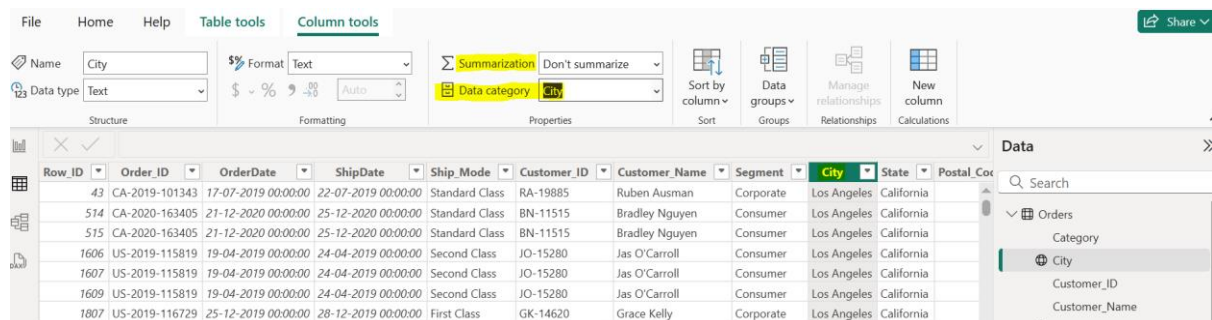 File Home Help Table tools Column tools Share
Name City $% Format Text Summarization Don't summarize
Data type Text $ % Auto Data category City Sort by column Data groups Manage relationships New column
Structure Formatting Properties Sort Groups Relationships Calculations
Data
Row_ID Order_ID OrderDate ShipDate Ship_Mode Customer_ID Customer_Name Segment City State Postal_Co
Search
43 CA-2019-101343 17-07-2019 00:00:00 22-07-2019 00:00:00 Standard Class RA-19885 Ruben Ausman Corporate Los Angeles California
514 CA-2020-163405 21-12-2020 00:00:00 25-12-2020 00:00:00 Standard Class BN-11515 Bradley Nguyen Consumer Los Angeles California
Orders
515 CA-2020-163405 21-12-2020 00:00:00 25-12-2020 00:00:00 Standard Class BN-11515 Bradley Nguyen Consumer Los Angeles California
Category
1606 US-2019-115819 19-04-2019 00:00:00 24-04-2019 00:00:00 Second Class JO-15280 Jas O'Carroll Consumer Los Angeles California
City
1607 US-2019-115819 19-04-2019 00:00:00 24-04-2019 00:00:00 Second Class JO-15280 Jas O'Carroll Consumer Los Angeles California
Customer_ID
1609 US-2019-115819 19-04-2019 00:00:00 24-04-2019 00:00:00 Second Class JO-15280 Jas O'Carroll Consumer Los Angeles California
Customer_Name
1807 US-2019-116729 25-12-2019 00:00:00 28-12-2019 00:00:00 First Class GK-14620 Grace Kelly Corporate Los Angeles California